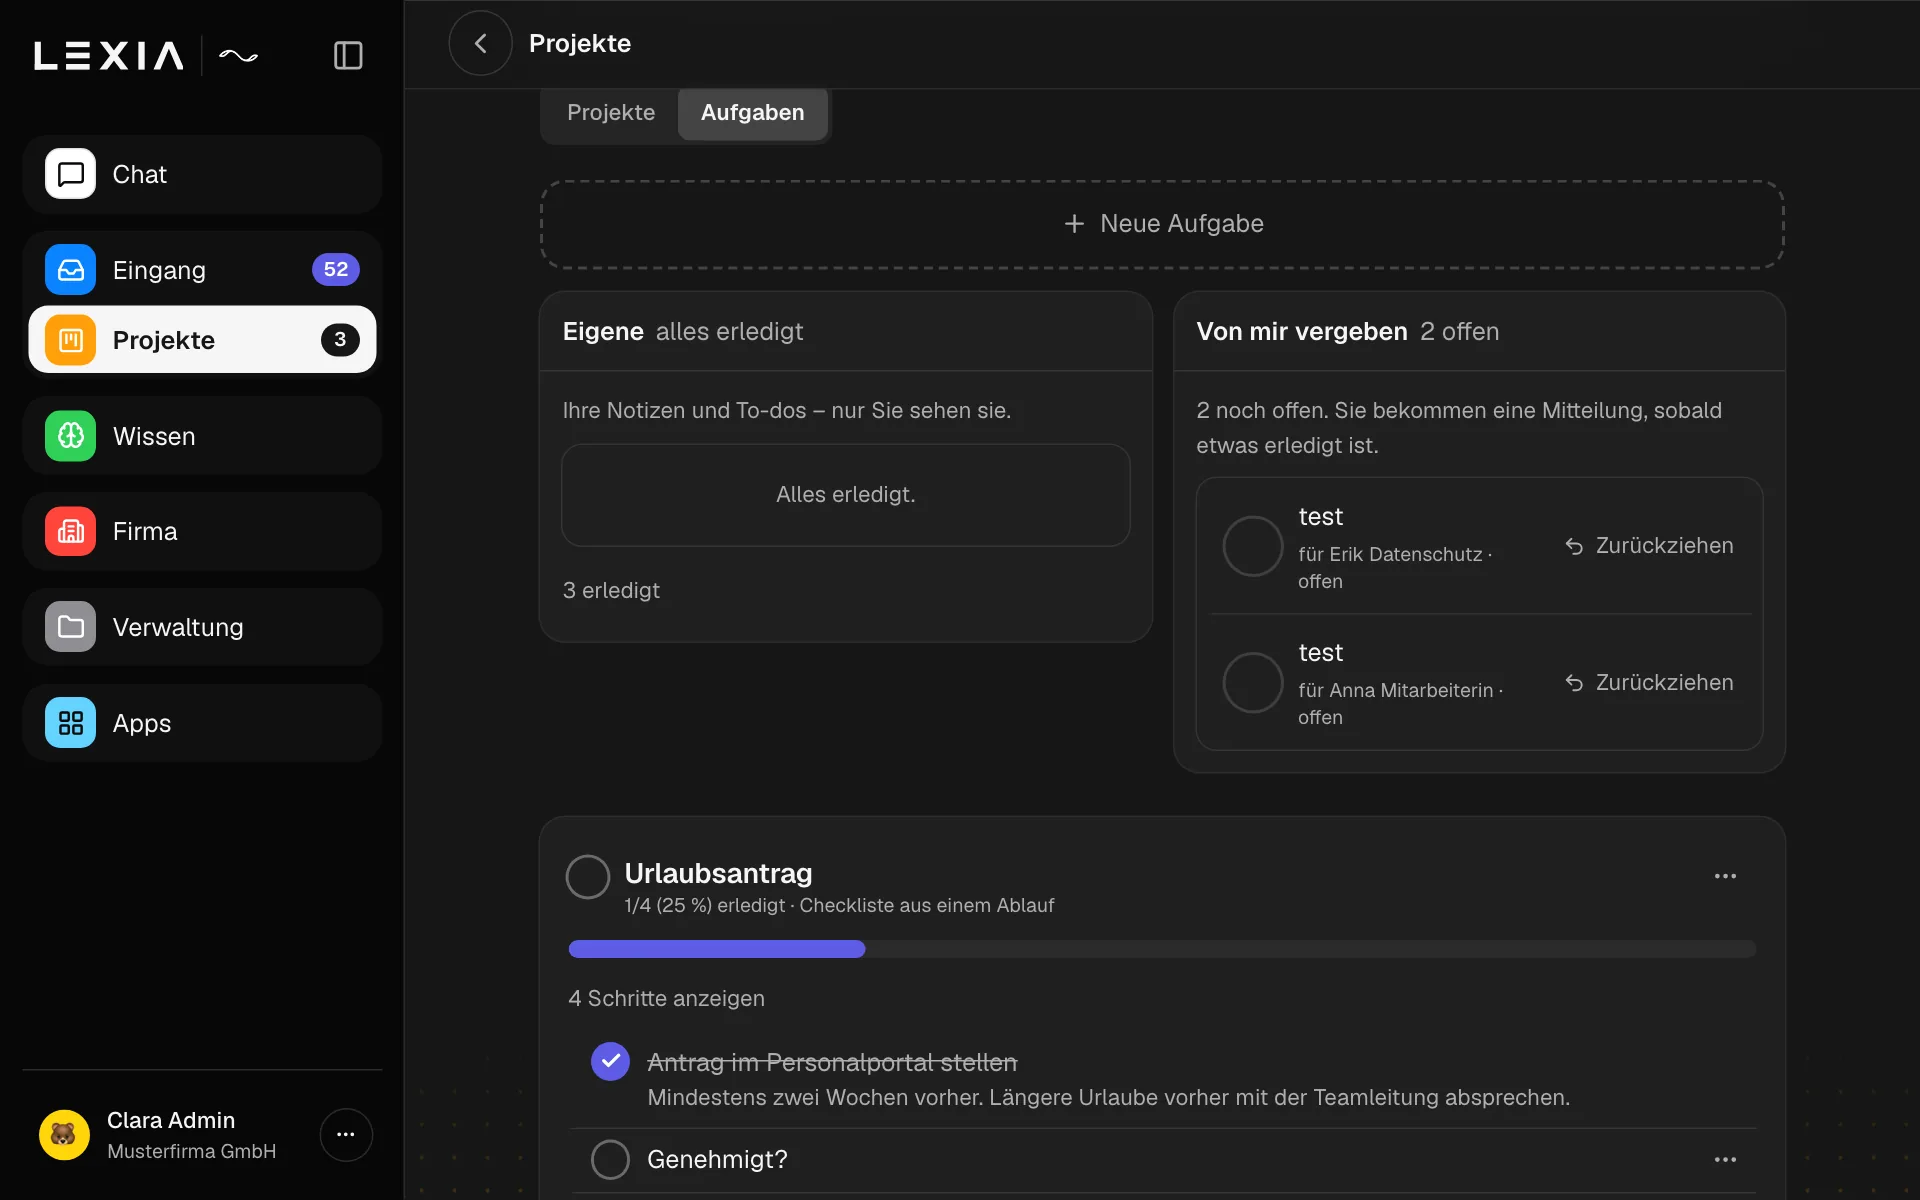 LEXIA
Projekte
Chat
Eingang 52
Projekte 3
Wissen
Firma
Verwaltung
Apps
Clara Admin
Musterfirma GmbH
Projekte Aufgaben
+ Neue Aufgabe
Eigene alles erledigt
Ihre Notizen und To-dos – nur Sie sehen sie.
Alles erledigt.
3 erledigt
Von mir vergeben 2 offen
2 noch offen. Sie bekommen eine Mitteilung, sobald
etwas erledigt ist.
test
für Erik Datenschutz ·
offen
Zurückziehen
test
für Anna Mitarbeiterin ·
offen
Zurückziehen
Urlaubsantrag
1/4 (25 %) erledigt · Checkliste aus einem Ablauf
4 Schritte anzeigen
Antrag im Personalportal stellen
Mindestens zwei Wochen vorher. Längere Urlaube vorher mit der Teamleitung absprechen.
Genehmigt?